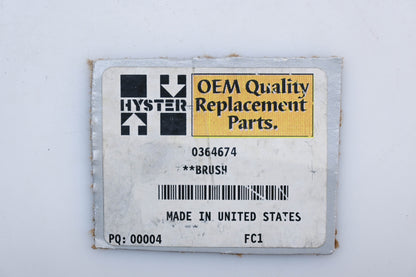 HYSTER
OEM Quality
Replacement
Parts.
0364674
**BRUSH
MADE IN UNITED STATES
PQ: 00004 FC1